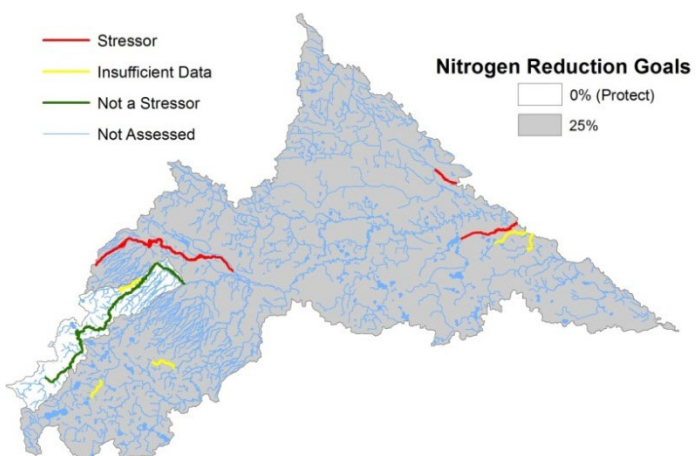 Stressor
Insufficient Data
Not a Stressor
Not Assessed
Nitrogen Reduction Goals
0% (Protect)
25%